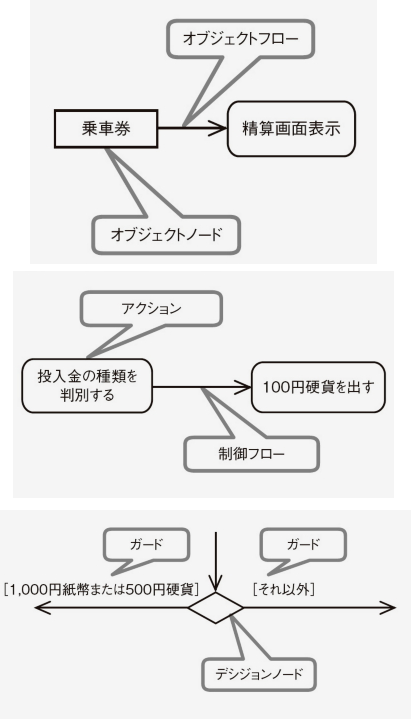 オブジェクトフロー
乗車券
精算画面表示
オブジェクトノード
アクション
投入金の種類を
判別する
100円硬貨を出す
制御フロー
ガード
ガード
[1,000円紙幣または500円硬貨]
[それ以外]
デシジョンノード